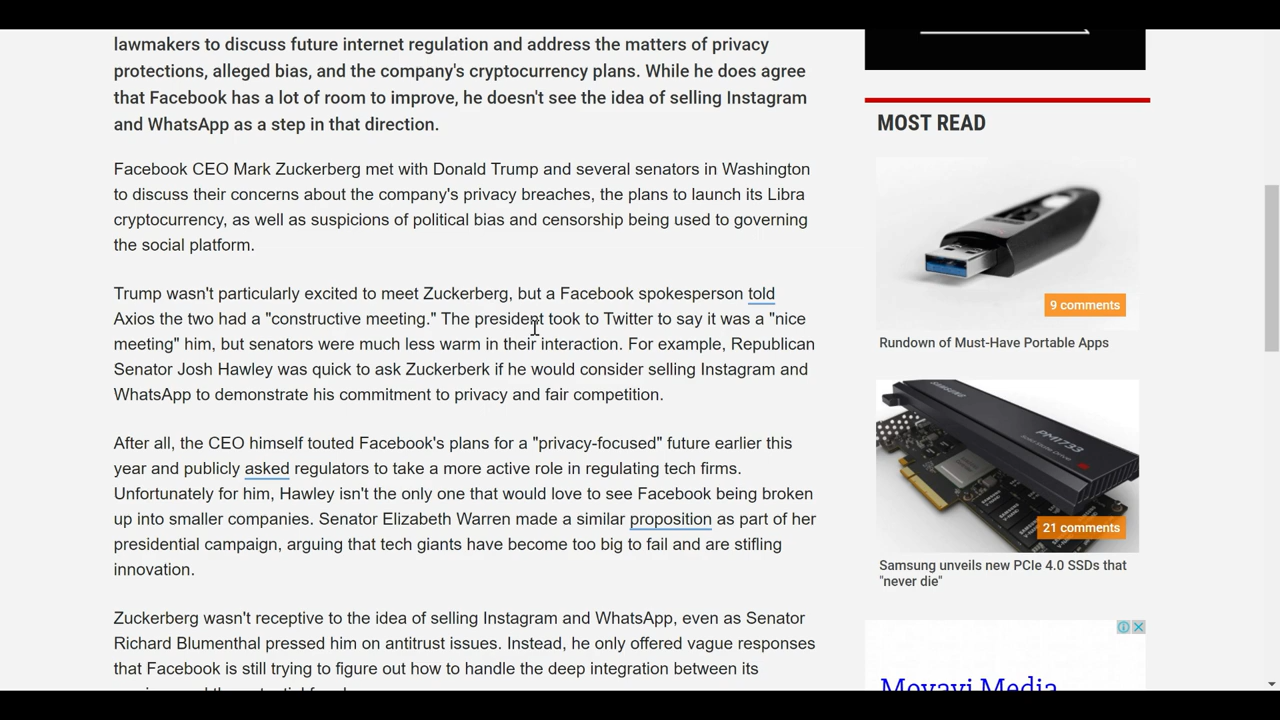 lawmakers to discuss future internet regulation and address the matters of privacy
protections, alleged bias, and the company's cryptocurrency plans. While he does agree
that Facebook has a lot of room to improve, he doesn't see the idea of selling Instagram
and WhatsApp as a step in that direction.
Facebook CEO Mark Zuckerberg met with Donald Trump and several senators in Washington
to discuss their concerns about the company's privacy breaches, the plans to launch its Libra
cryptocurrency, as well as suspicions of political bias and censorship being used to governing
the social platform.
Trump wasn't particularly excited to meet Zuckerberg, but a Facebook spokesperson told
Axios the two had a "constructive meeting." The president took to Twitter to say it was a "nice
meeting" him, but senators were much less warm in their interaction. For example, Republican
Senator Josh Hawley was quick to ask Zuckerberk if he would consider selling Instagram and
WhatsApp to demonstrate his commitment to privacy and fair competition.
After all, the CEO himself touted Facebook's plans for a "privacy-focused" future earlier this
year and publicly asked regulators to take a more active role in regulating tech firms.
Unfortunately for him, Hawley isn't the only one that would love to see Facebook being broken
up into smaller companies. Senator Elizabeth Warren made a similar proposition as part of her
presidential campaign, arguing that tech giants have become too big to fail and are stifling
innovation.
Zuckerberg wasn't receptive to the idea of selling Instagram and WhatsApp, even as Senator
Richard Blumenthal pressed him on antitrust issues. Instead, he only offered vague responses
that Facebook is still trying to figure out how to handle the deep integration between its
MOST READ
9 comments
Rundown of Must-Have Portable Apps
SAMSUNG
PM1733
21 comments
Samsung unveils new PCIe 4.0 SSDs that
"never die"
Movavi Media